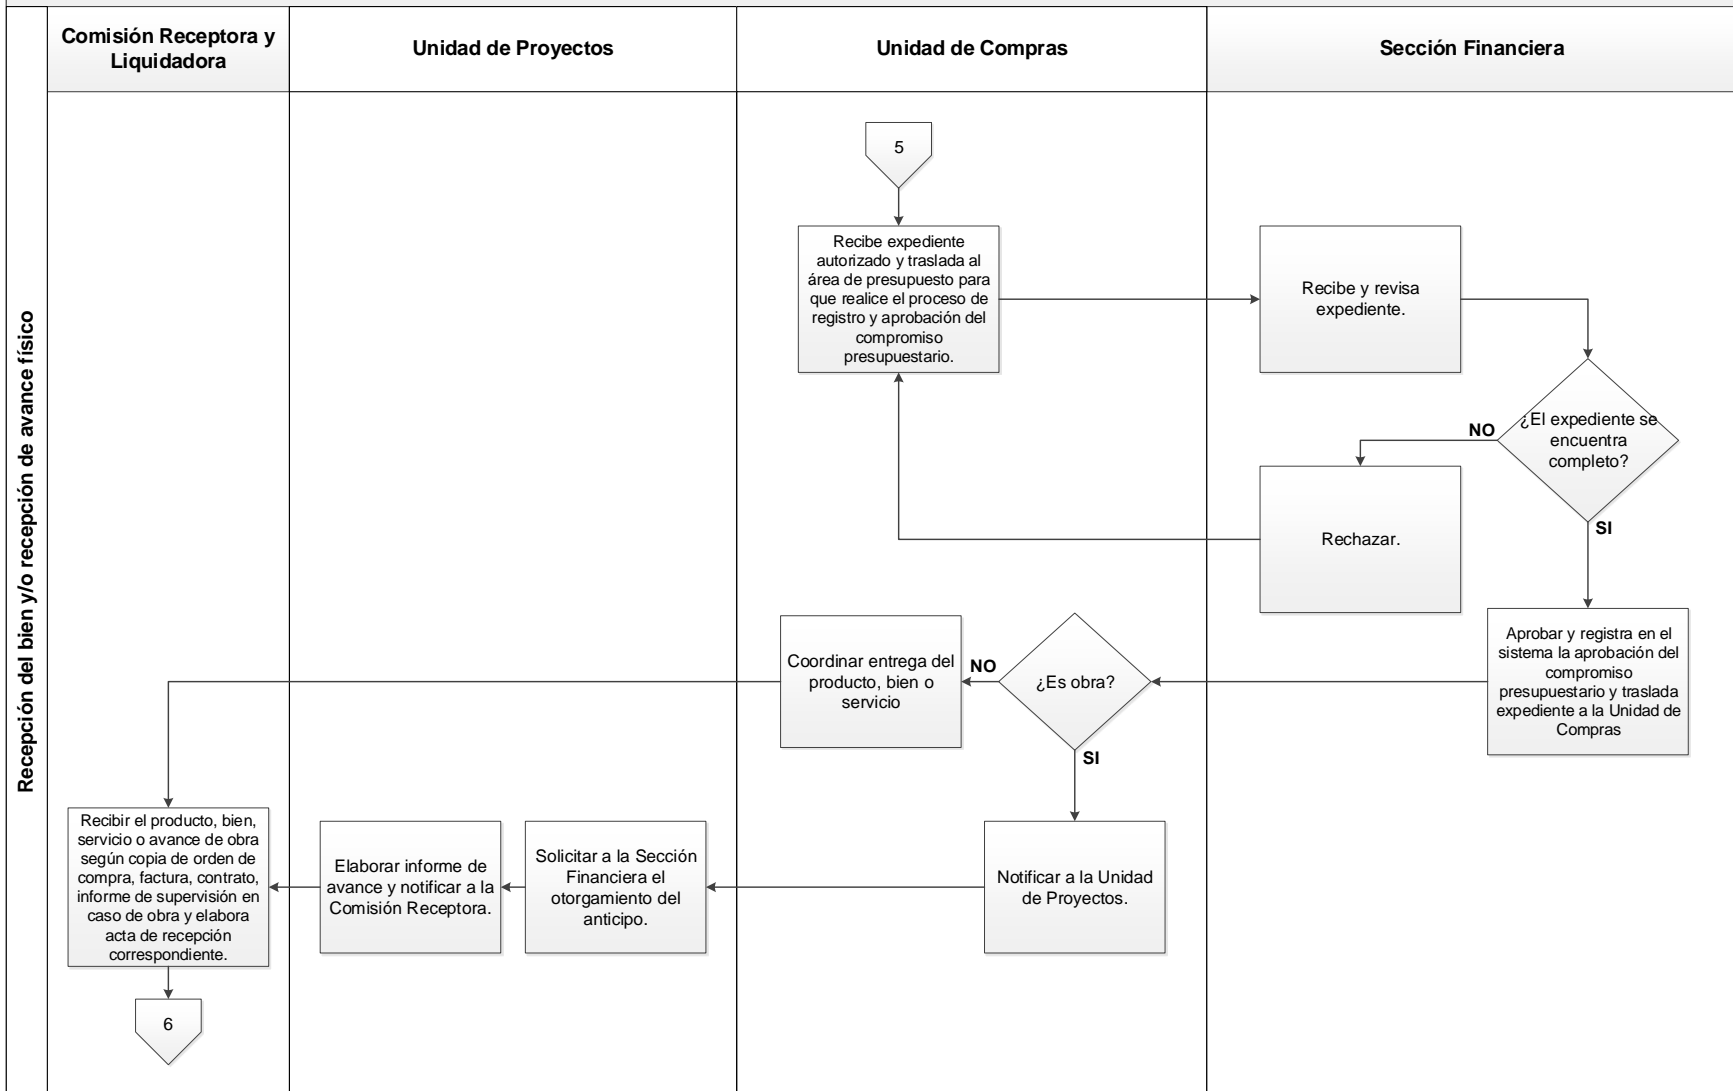 Comisión Receptora y
Liquidadora
Unidad de Proyectos
Unidad de Compras
Sección Financiera
Recepción del bien y/o recepción de avance físico
5
Recibe expediente
autorizado y traslada al
área de presupuesto para
que realice el proceso de
registro y aprobación del
compromiso
presupuestario.
Recibe y revisa
expediente.
¿El expediente se
encuentra
completo?
NO
SI
Rechazar.
Aprobar y registra en el
sistema la aprobación del
compromiso
presupuestario y traslada
expediente a la Unidad de
Compras
¿Es obra?
NO
SI
Coordinar entrega del
producto, bien o
servicio
Notificar a la Unidad
de Proyectos.
Solicitar a la Sección
Financiera el
otorgamiento del
anticipo.
Elaborar informe de
avance y notificar a la
Comisión Receptora.
Recibir el producto, bien,
servicio o avance de obra
según copia de orden de
compra, factura, contrato,
informe de supervisión en
caso de obra y elabora
acta de recepción
correspondiente.
6